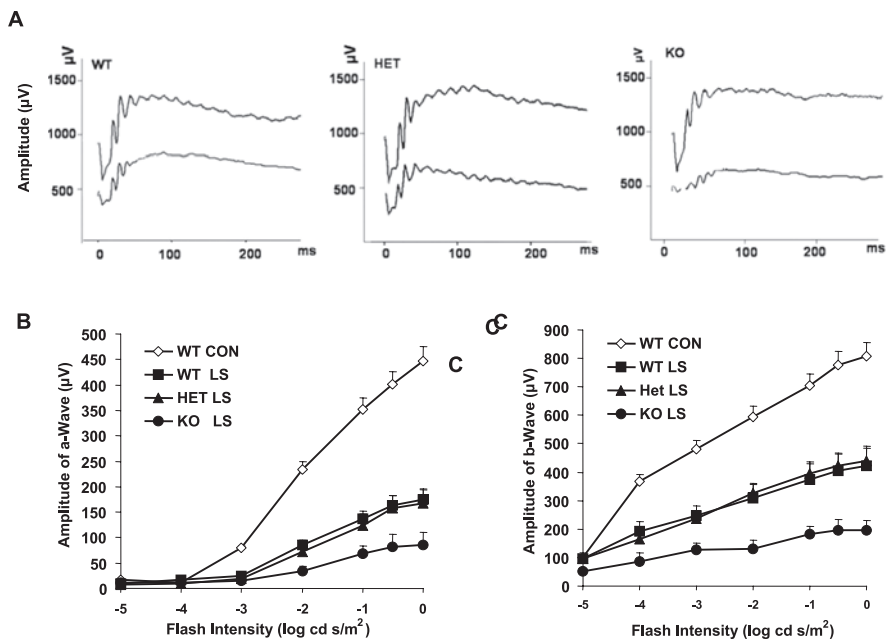 A
Amplitude (µV)
µV
WT
1500
1000
500
0
100
200
ms
µV
HET
1500
1000
500
0
100
200
ms
µV
KO
1500
1000
500
0
100
200
ms
B
Amplitude of a-Wave (µV)
500
450
400
350
300
250
200
150
100
50
0
WT CON
WT LS
HET LS
KO LS
-5
-4
-3
-2
-1
0
Flash Intensity (log cd s/m²)
C
CC
Amplitude of b-Wave (µV)
900
800
700
600
500
400
300
200
100
0
WT CON
WT LS
Het LS
KO LS
-5
-4
-3
-2
-1
0
Flash Intensity (log cd s/m²)